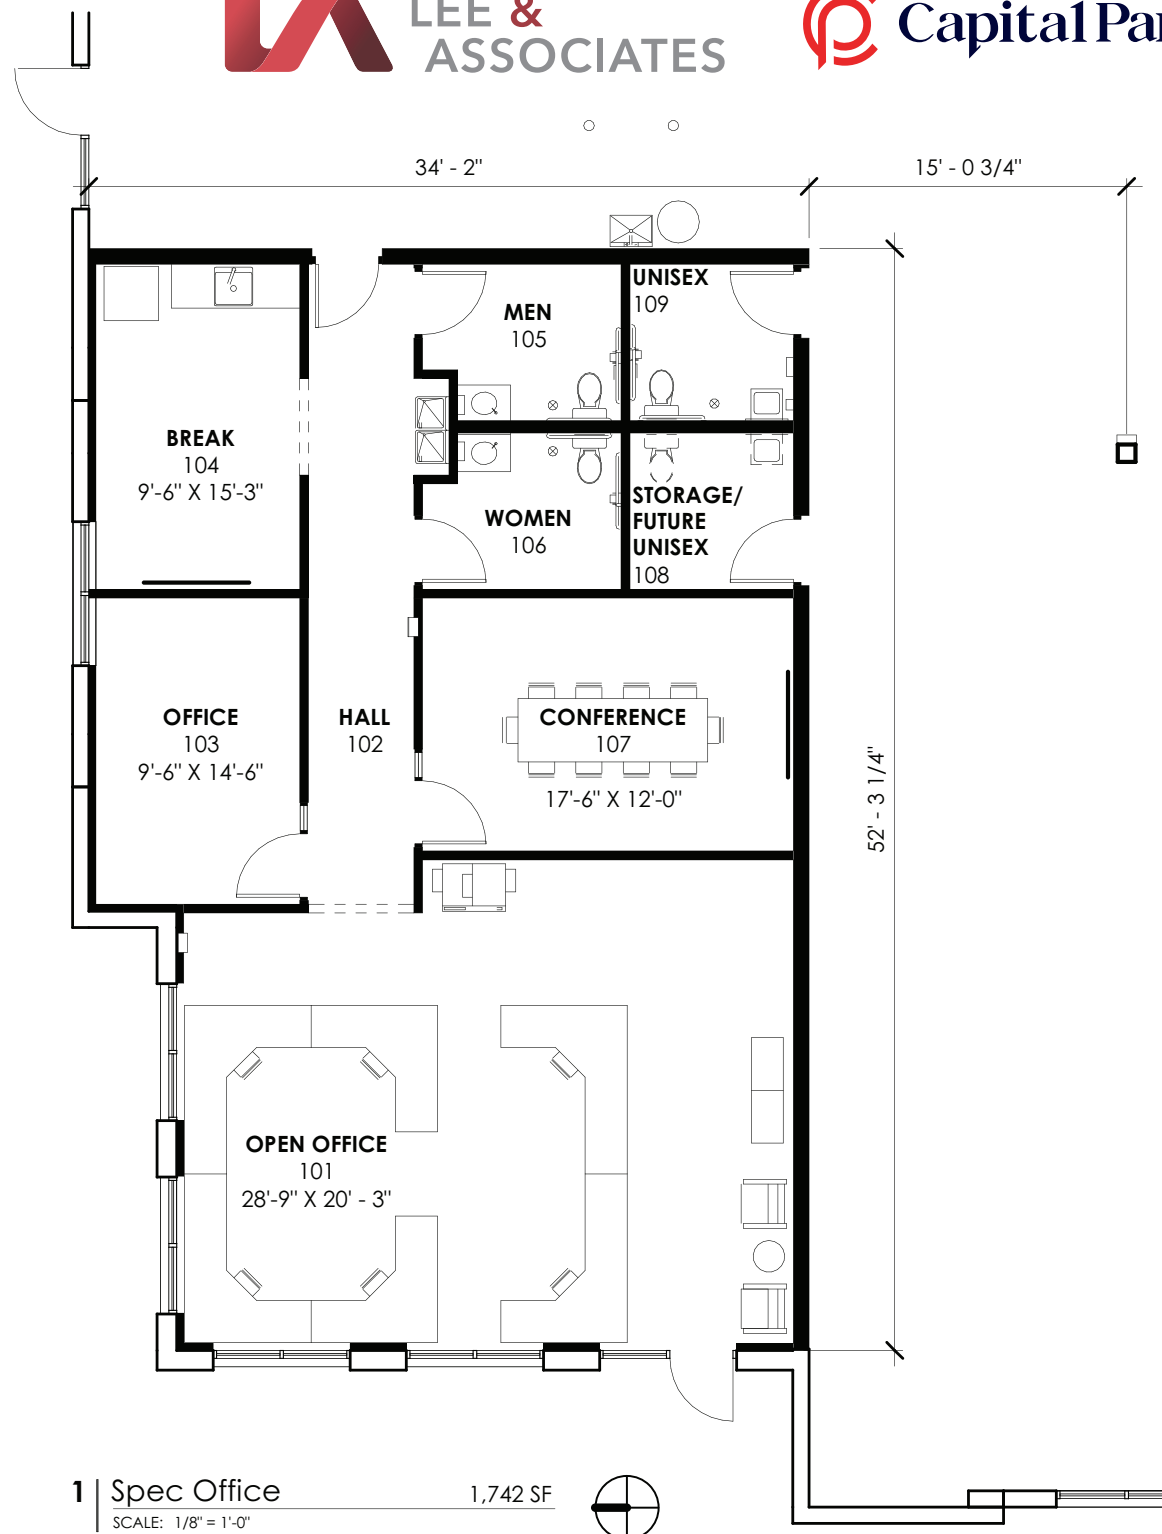 LEE &
ASSOCIATES
Capital Par
34' - 2"
15' - 0 3/4"
UNISEX
109
MEN
105
BREAK
104
9'-6" X 15'-3"
WOMEN
106
STORAGE/
FUTURE
UNISEX
108
OFFICE
103
9'-6" X 14'-6"
HALL
102
CONFERENCE
107
17'-6" X 12'-0"
52' - 3 1/4"
OPEN OFFICE
101
28'-9" X 20' - 3"
1 Spec Office 1,742 SF
SCALE: 1/8" = 1'-0"